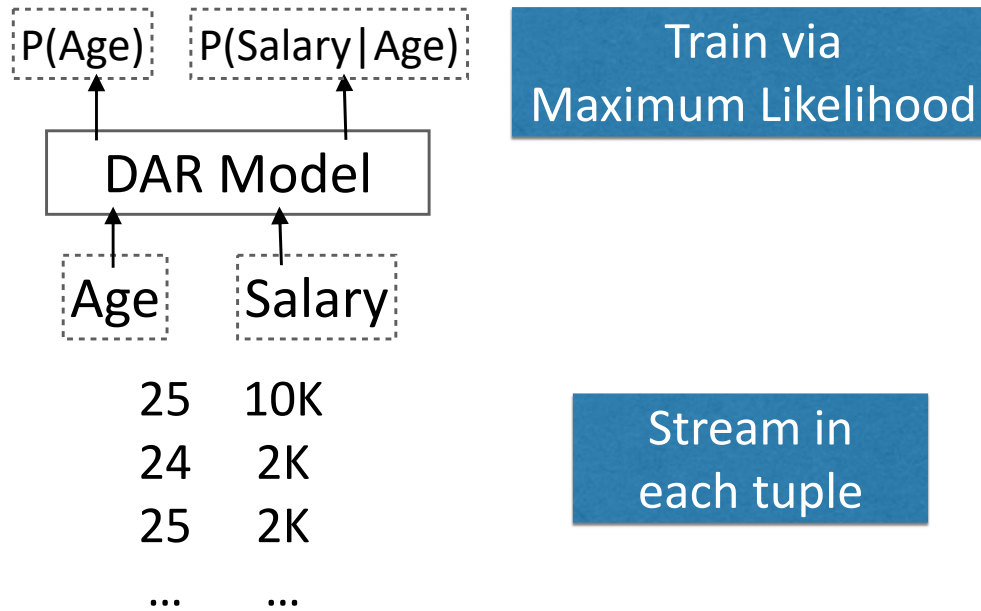 P(Age) P(Salary|Age)
Train via
Maximum Likelihood
DAR Model
Age Salary
25 10K
24 2K
25 2K
... ...
Stream in
each tuple